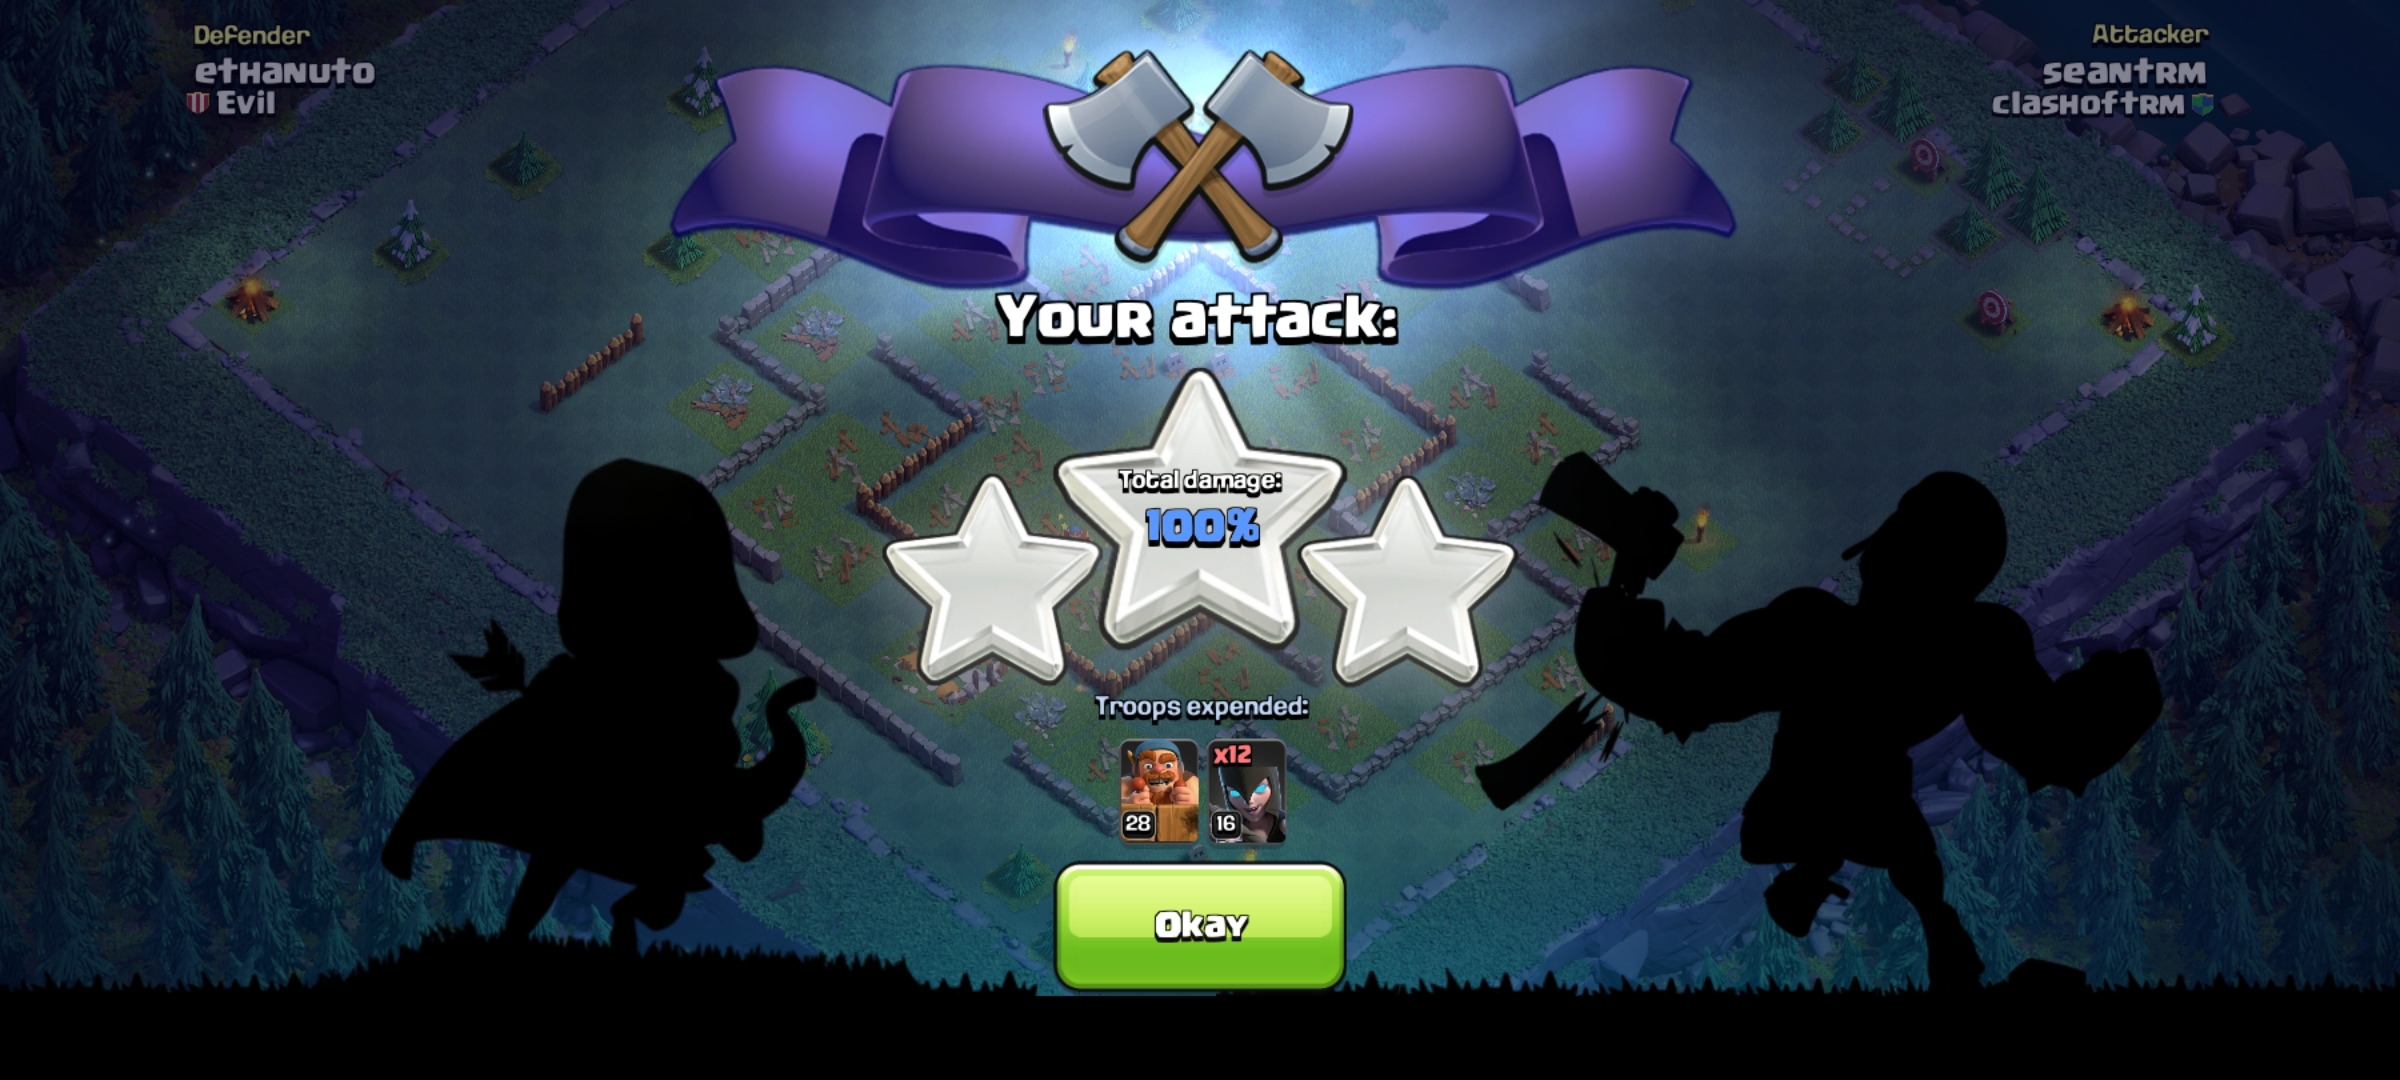 Defender
ethanuto
Evil
Attacker
seantRM
clashoftRM
Your attack:
Total damage:
100%
Troops expended:
x12
28
16
Okay